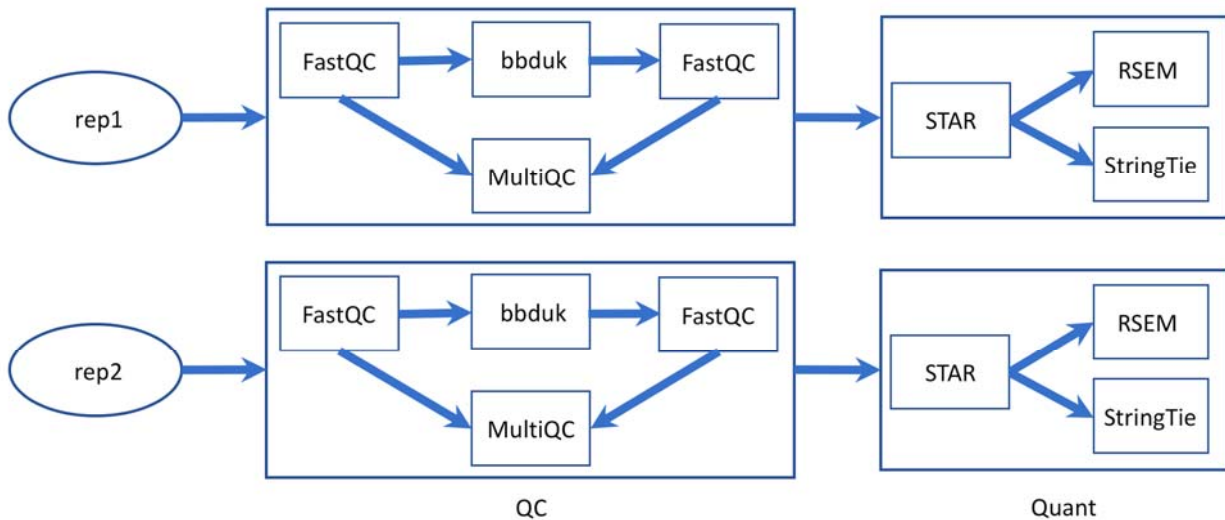 FastQC
bbduk
FastQC
RSEM
rep1
STAR
MultiQC
StringTie
FastQC
bbduk
FastQC
RSEM
rep2
STAR
MultiQC
StringTie
QC
Quant